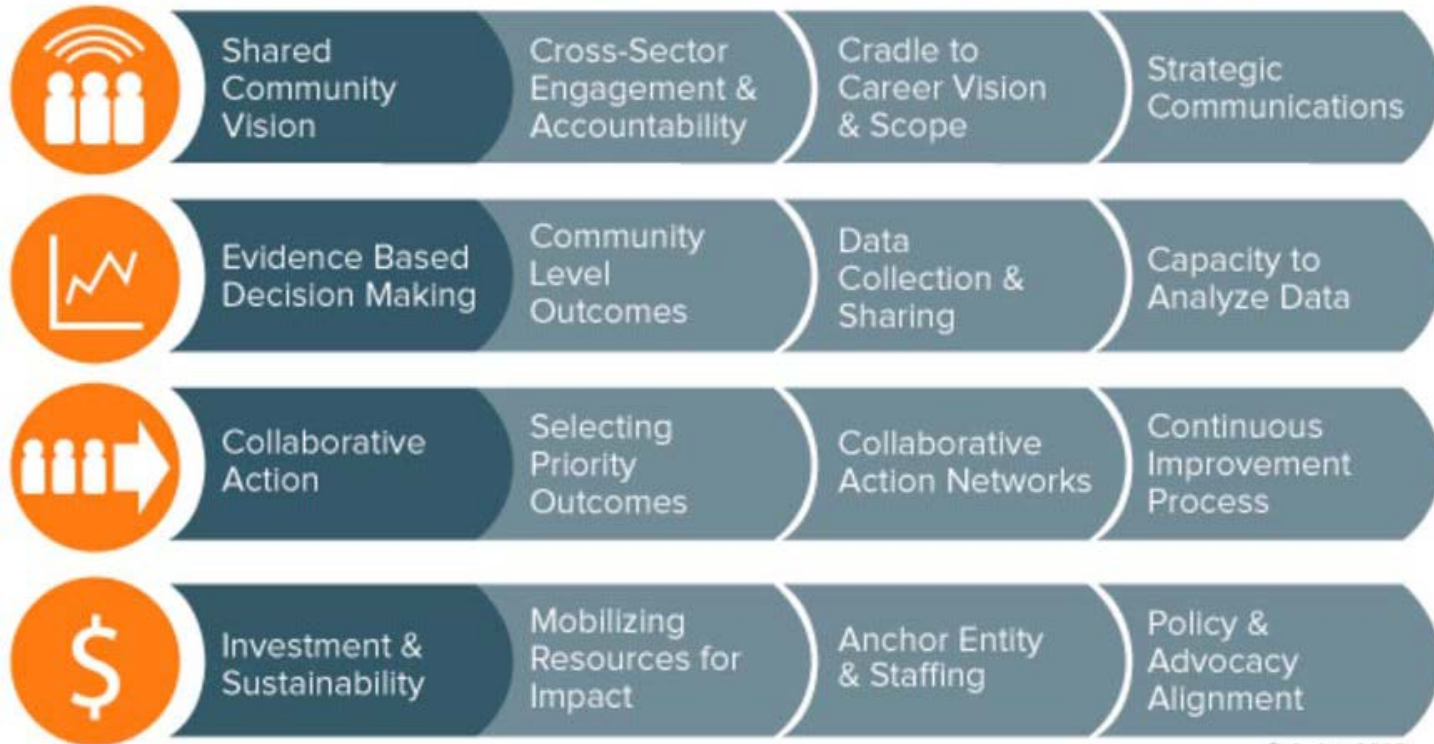 Shared
Community
Vision
Cross-Sector
Engagement &
Accountability
Cradle to
Career Vision
& Scope
Strategic
Communications
Evidence Based
Decision Making
Community
Level
Outcomes
Data
Collection &
Sharing
Capacity to
Analyze Data
Collaborative
Action
Selecting
Priority
Outcomes
Collaborative
Action Networks
Continuous
Improvement
Process
$
Investment &
Sustainability
Mobilizing
Resources for
Impact
Anchor Entity
& Staffing
Policy &
Advocacy
Alignment